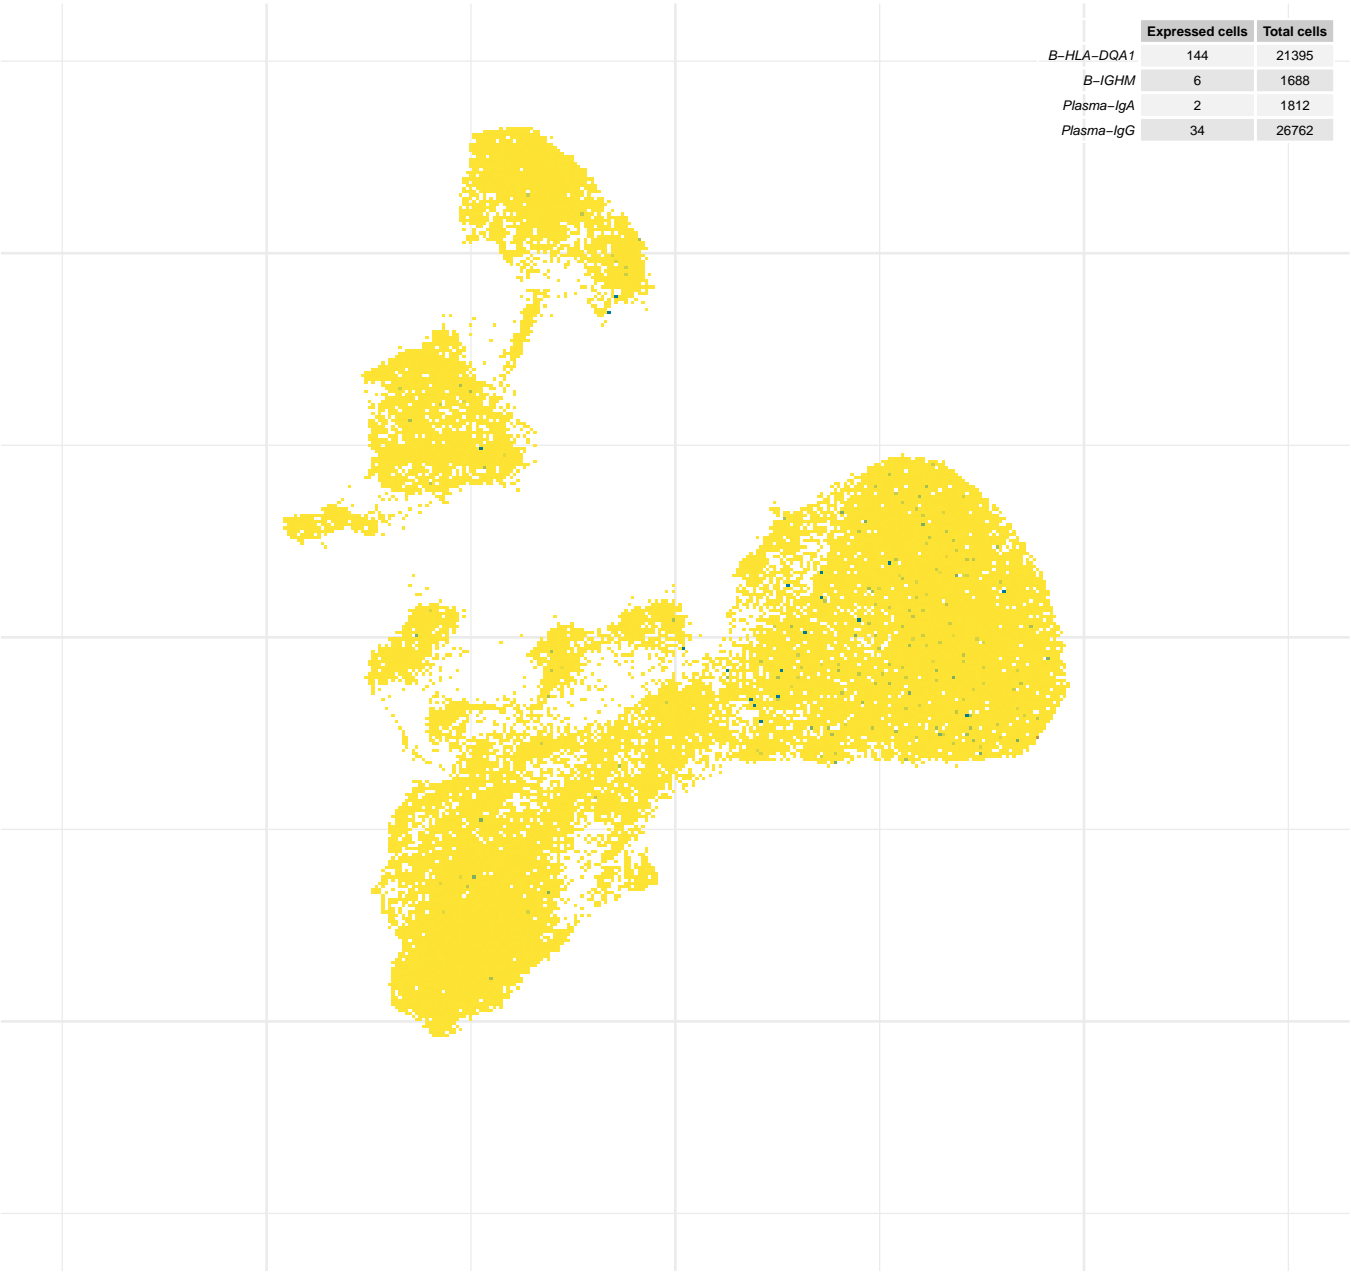 Expressed cells Total cells
B−HLA−DQA1 144 21395
B−IGHM 6 1688
Plasma−IgA 2 1812
Plasma−IgG 34 26762